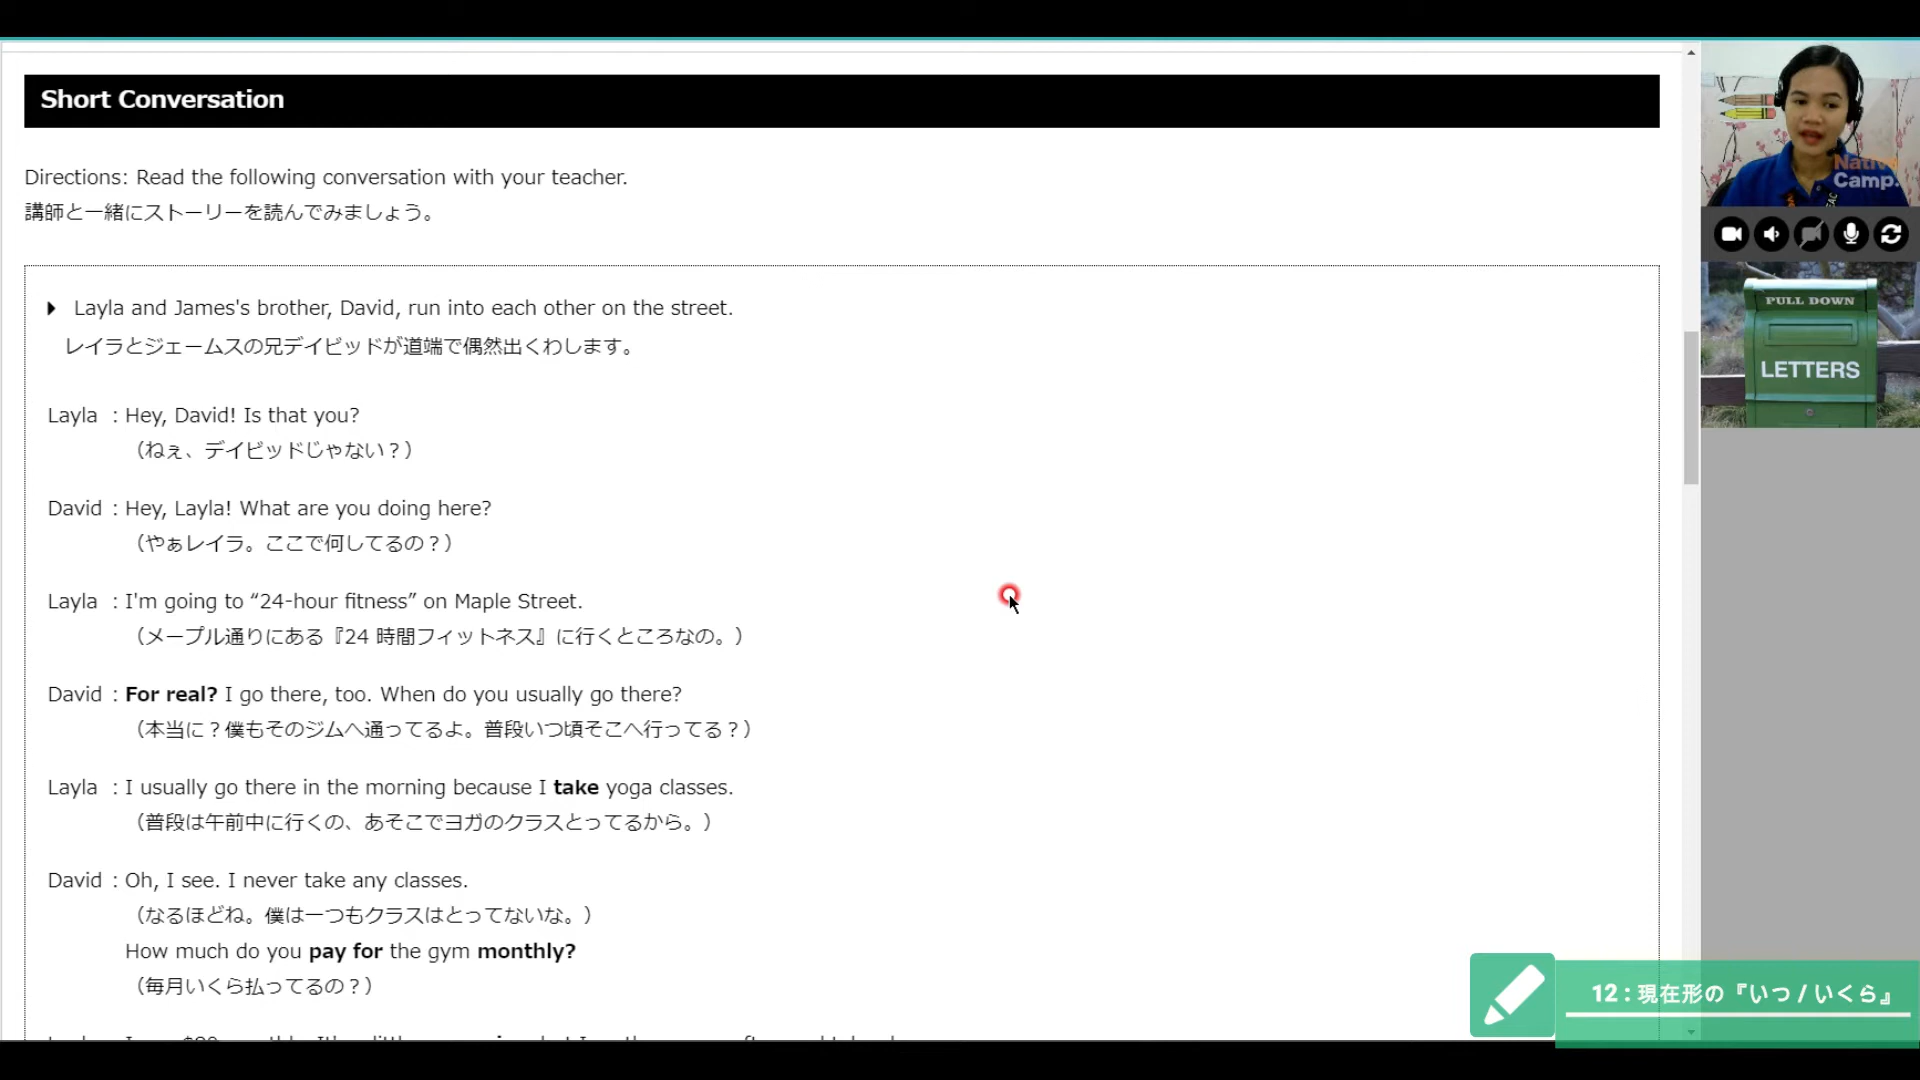 Short Conversation
Directions: Read the following conversation with your teacher.
講師と一緒にストーリーを読んでみましょう。
Layla and James's brother, David, run into each other on the street.
レイラとジェームスの兄デイビッドが道端で偶然出くわします。
Layla : Hey, David! Is that you?
（ねぇ、デイビッドじゃない？）
David : Hey, Layla! What are you doing here?
（やぁレイラ。ここで何してるの？）
Layla : I'm going to “24-hour fitness” on Maple Street.
（メープル通りにある『24 時間フィットネス』に行くところなの。）
David : For real? I go there, too. When do you usually go there?
（本当に？僕もそのジムへ通ってるよ。普段いつ頃そこへ行ってる？）
Layla : I usually go there in the morning because I take yoga classes.
（普段は午前中に行くの、あそこでヨガのクラスとってるから。）
David : Oh, I see. I never take any classes.
（なるほどね。僕は一つもクラスはとってないな。）
How much do you pay for the gym monthly?
（毎月いくら払ってるの？）
Native
Camp.
PULL DOWN
LETTERS
12：現在形の『いつ / いくら』